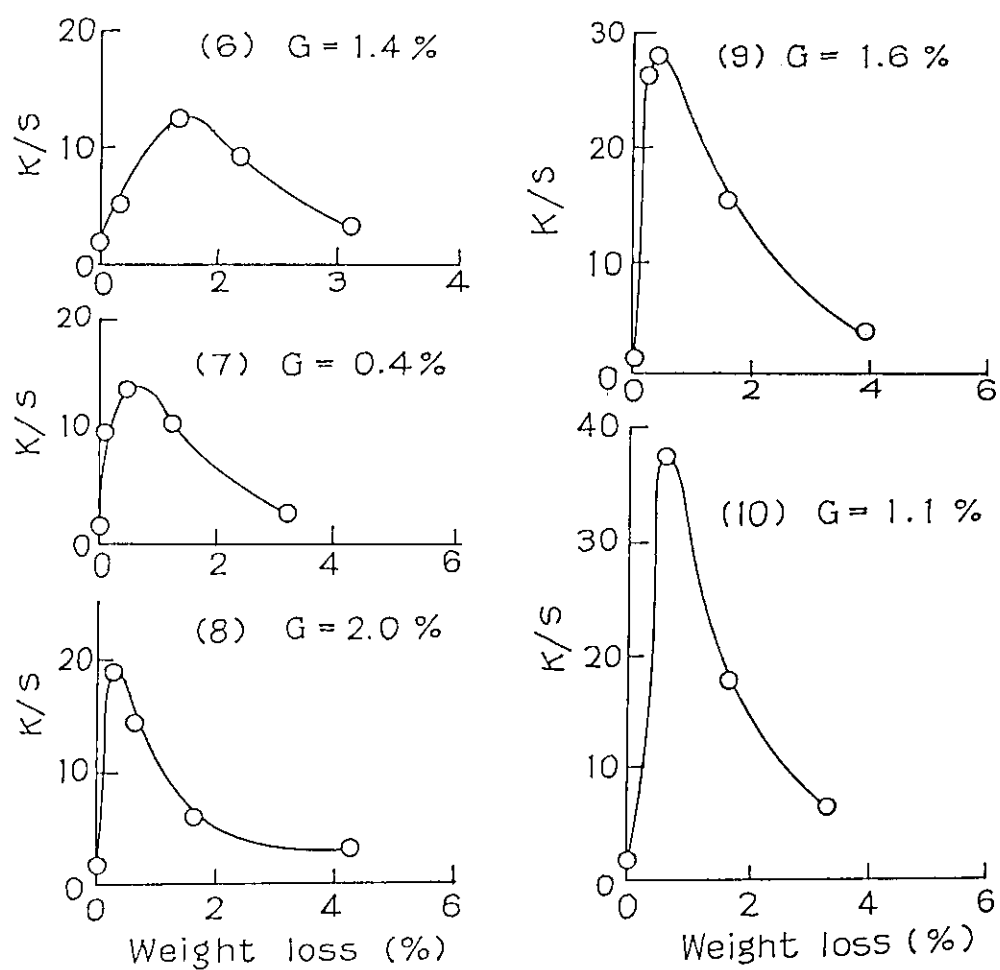 20
(6) G = 1.4 %
10
K/S
0
0 2 3 4
20
(7) G = 0.4 %
10
K/S
0
0 2 4 6
(8) G = 2.0 %
20
K/S
10
0
0 2 4 6
Weight loss (%)
30
(9) G = 1.6 %
20
K/S
10
0
0 2 4 6
40
(10) G = 1.1 %
30
K/S
20
10
0
0 2 4 6
Weight loss (%)